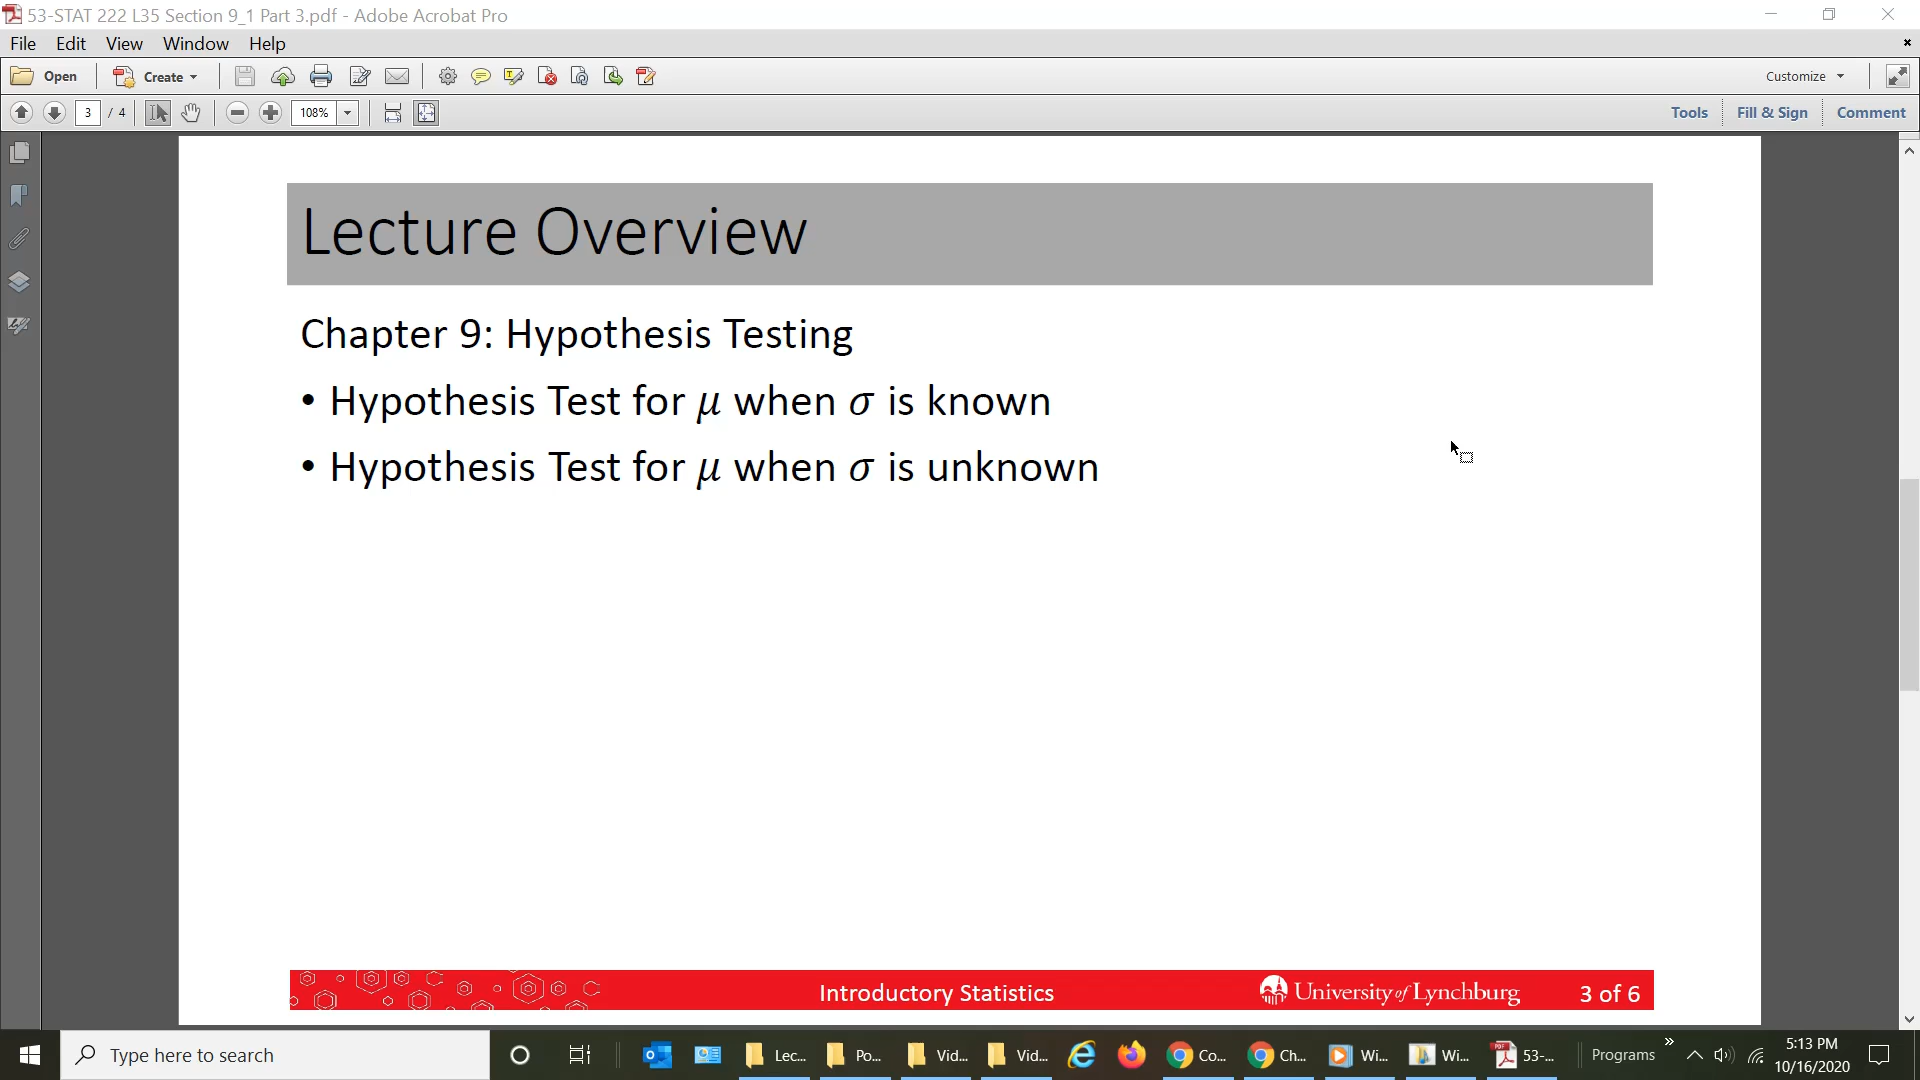 53-STAT 222 L35 Section 9_1 Part 3.pdf - Adobe Acrobat Pro
File Edit View Window Help
Open Create Customize
3 / 4 108% Tools Fill & Sign Comment
Lecture Overview
Chapter 9: Hypothesis Testing
• Hypothesis Test for μ when σ is known
• Hypothesis Test for μ when σ is unknown
Introductory Statistics University of Lynchburg 3 of 6
Type here to search Lec... Po... Vid... Vid... Co... Ch... Wi... Wi... 53-... Programs » 5:13 PM
10/16/2020